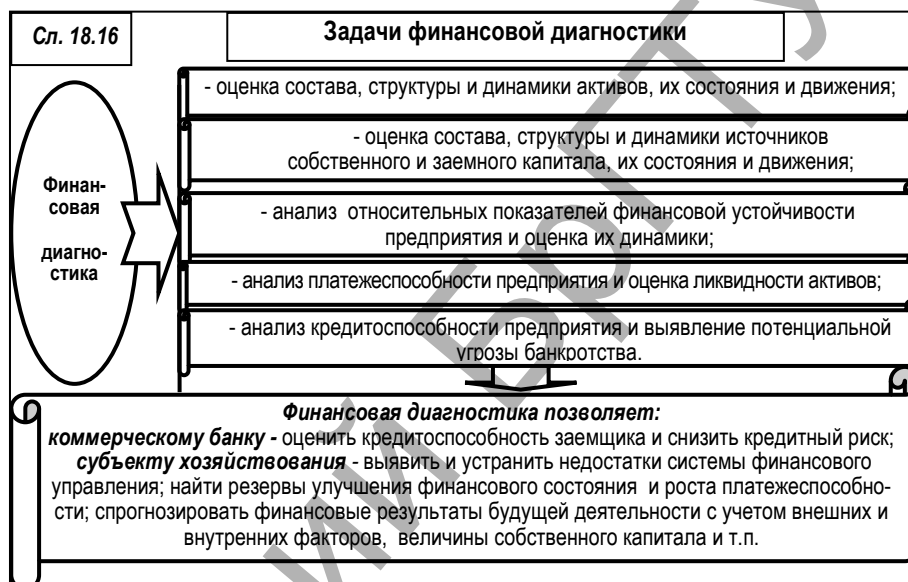 Сл. 18.16
Задачи финансовой диагностики
Финан-
совая
диагно-
стика
- оценка состава, структуры и динамики активов, их состояния и движения;
- оценка состава, структуры и динамики источников
собственного и заемного капитала, их состояния и движения;
- анализ относительных показателей финансовой устойчивости
предприятия и оценка их динамики;
- анализ платежеспособности предприятия и оценка ликвидности активов;
- анализ кредитоспособности предприятия и выявление потенциальной
угрозы банкротства.
Финансовая диагностика позволяет:
коммерческому банку - оценить кредитоспособность заемщика и снизить кредитный риск;
субъекту хозяйствования - выявить и устранить недостатки системы финансового
управления; найти резервы улучшения финансового состояния и роста платежеспособно-
сти; спрогнозировать финансовые результаты будущей деятельности с учетом внешних и
внутренних факторов, величины собственного капитала и т.п.
ий БрГТУ